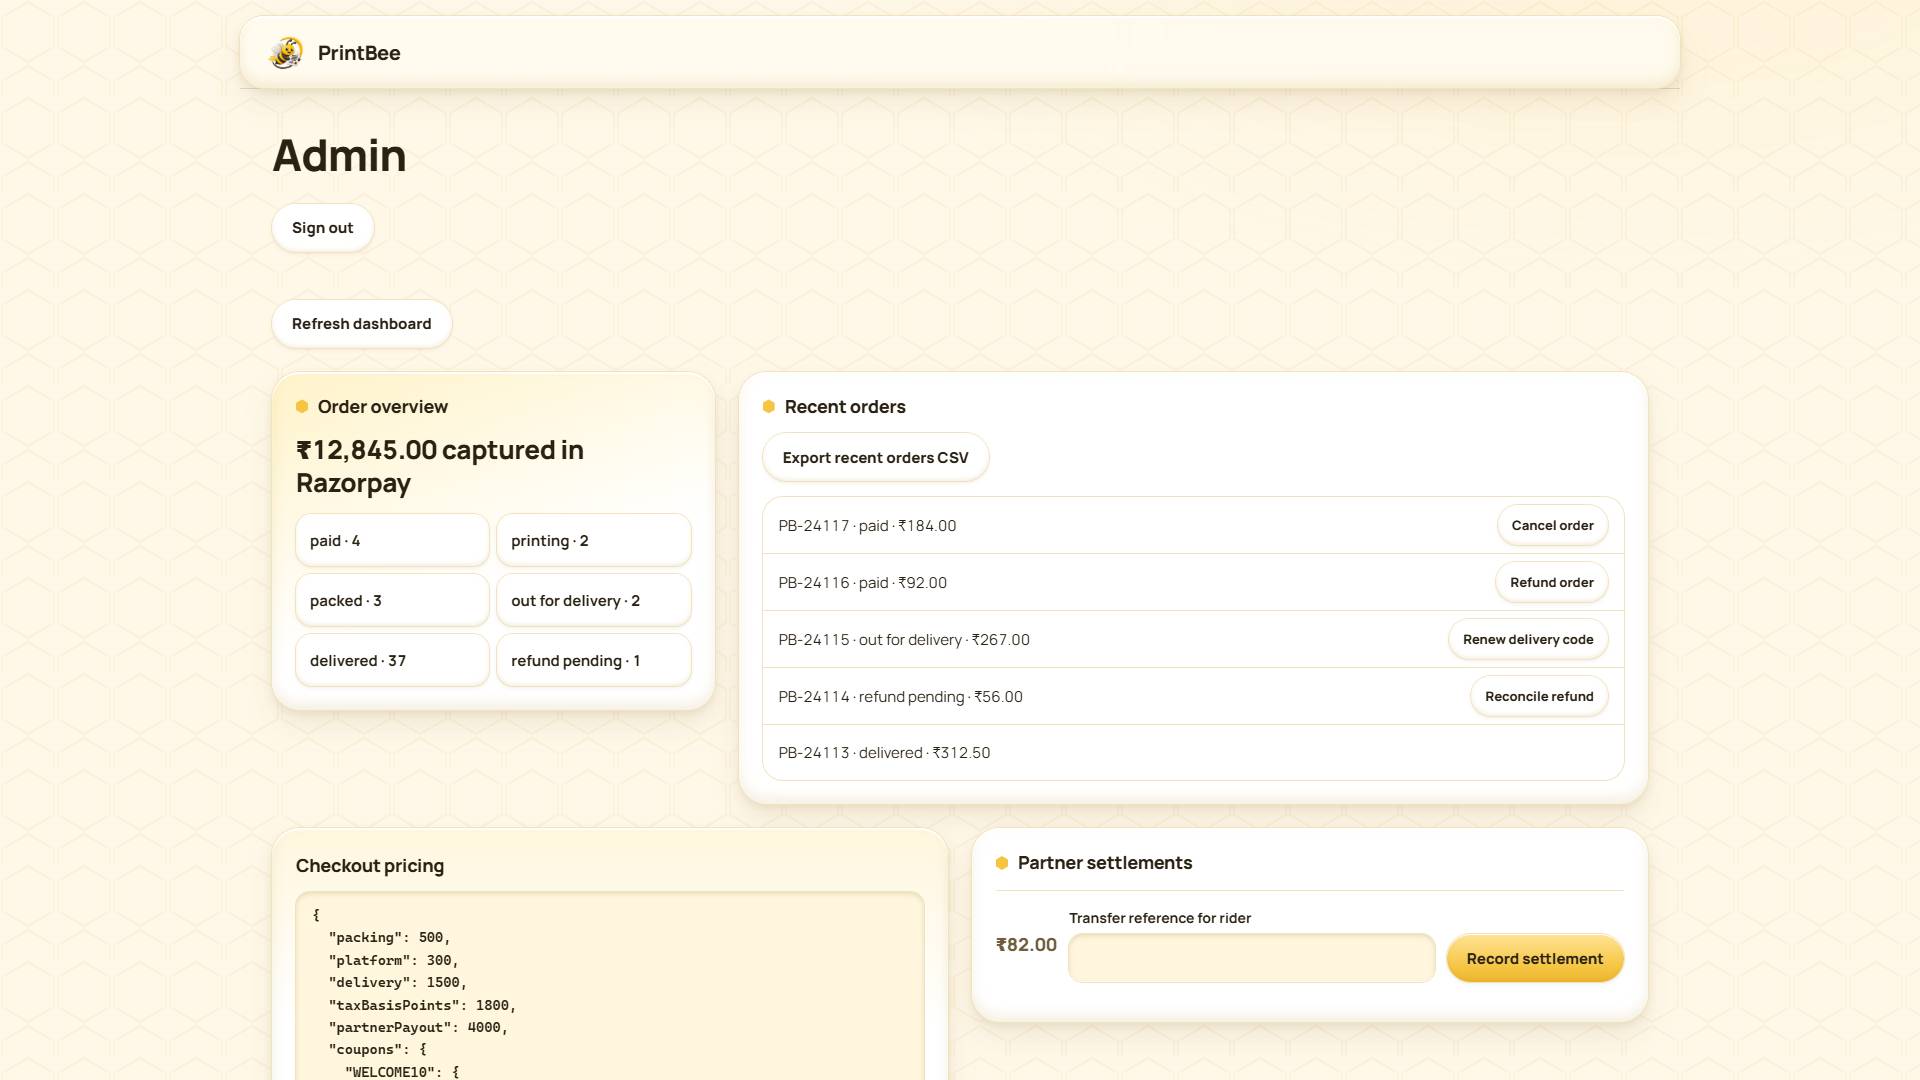 PrintBee
Admin
Sign out
Refresh dashboard
Order overview
₹12,845.00 captured in
Razorpay
paid · 4
printing · 2
packed · 3
out for delivery · 2
delivered · 37
refund pending · 1
Recent orders
Export recent orders CSV
PB-24117 · paid · ₹184.00
Cancel order
PB-24116 · paid · ₹92.00
Refund order
PB-24115 · out for delivery · ₹267.00
Renew delivery code
PB-24114 · refund pending · ₹56.00
Reconcile refund
PB-24113 · delivered · ₹312.50
Checkout pricing
{
"packing": 500,
"platform": 300,
"delivery": 1500,
"taxBasisPoints": 1800,
"partnerPayout": 4000,
"coupons": {
"WELCOME10": {
Partner settlements
Transfer reference for rider
₹82.00
Record settlement